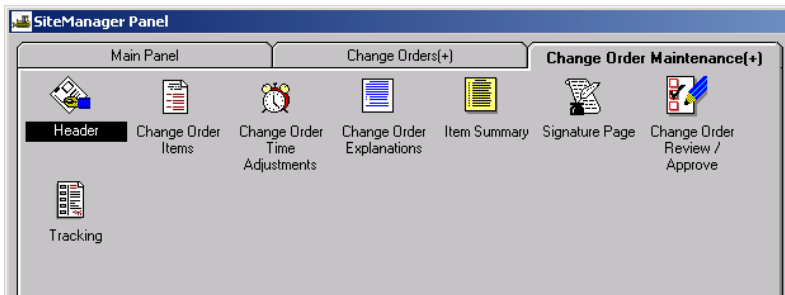 SiteManager Panel
Main Panel
Change Orders(+)
Change Order Maintenance(+)
Header
Change Order
Items
Change Order
Time
Adjustments
Change Order
Explanations
Item Summary
Signature Page
Change Order
Review /
Approve
Tracking